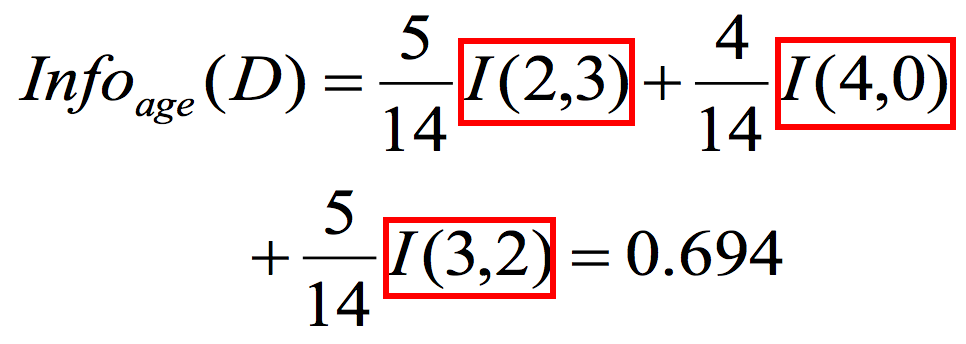 Info_age(D) = 5/14 I(2,3) + 4/14 I(4,0)
+ 5/14 I(3,2) = 0.694